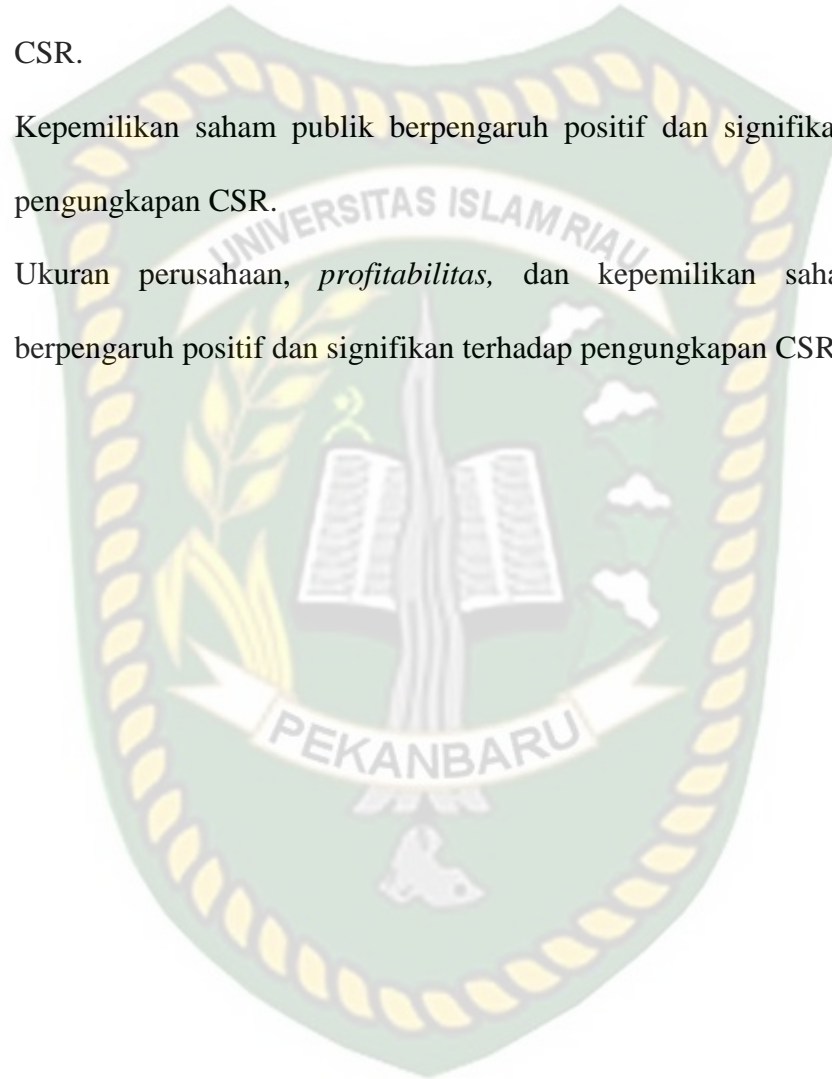 CSR.
Kepemilikan saham publik berpengaruh positif dan signifika
pengungkapan CSR.
UNIVERSITAS ISLAM RIAU
Ukuran perusahaan, profitabilitas, dan kepemilikan saha
berpengaruh positif dan signifikan terhadap pengungkapan CSR
PEKANBARU